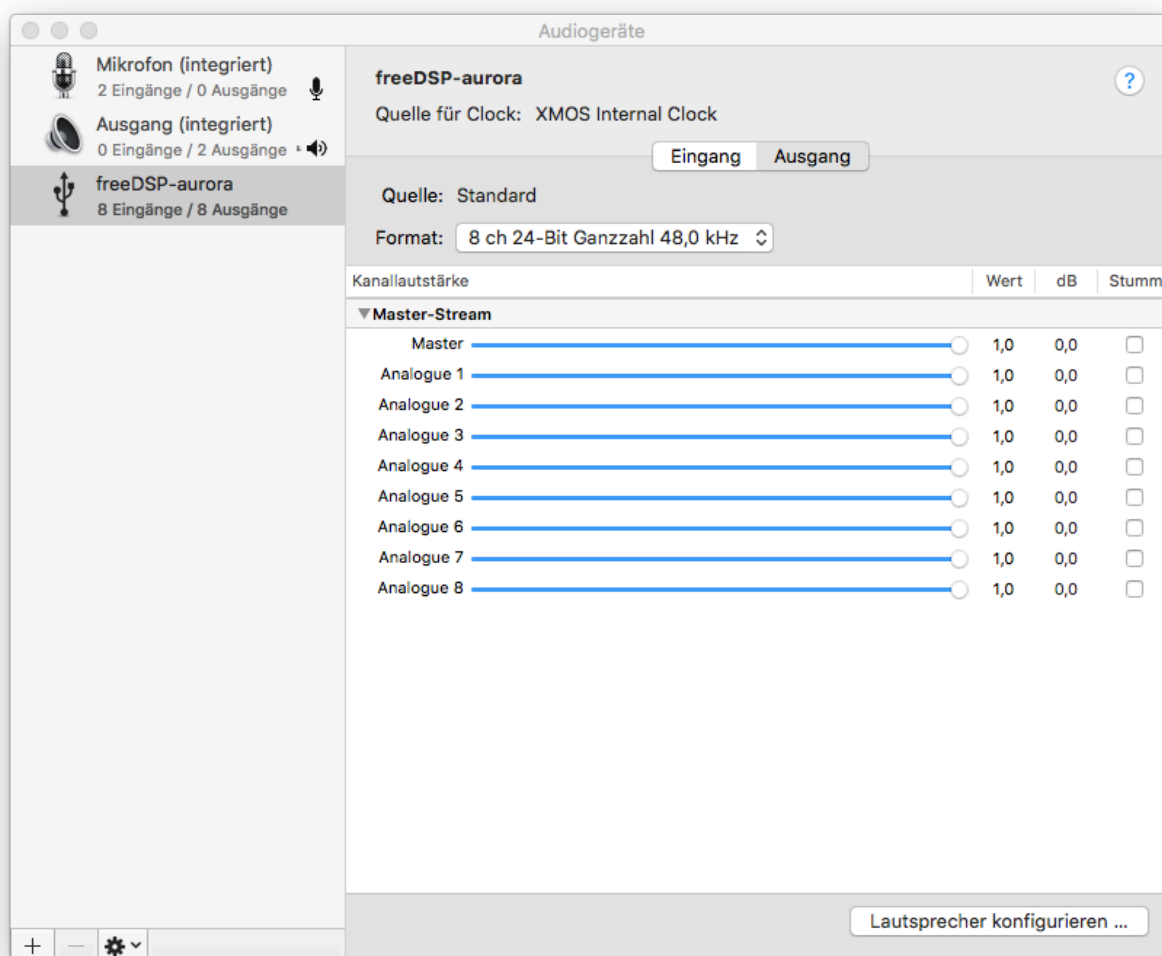 Audiogeräte
Mikrofon (integriert)
2 Eingänge / 0 Ausgänge
Ausgang (integriert)
0 Eingänge / 2 Ausgänge
freeDSP-aurora
8 Eingänge / 8 Ausgänge
freeDSP-aurora
?
Quelle für Clock: XMOS Internal Clock
Eingang Ausgang
Quelle: Standard
Format: 8 ch 24-Bit Ganzzahl 48,0 kHz
Kanallautstärke Wert dB Stumm
Master-Stream
Master 1,0 0,0
Analogue 1 1,0 0,0
Analogue 2 1,0 0,0
Analogue 3 1,0 0,0
Analogue 4 1,0 0,0
Analogue 5 1,0 0,0
Analogue 6 1,0 0,0
Analogue 7 1,0 0,0
Analogue 8 1,0 0,0
Lautsprecher konfigurieren ...